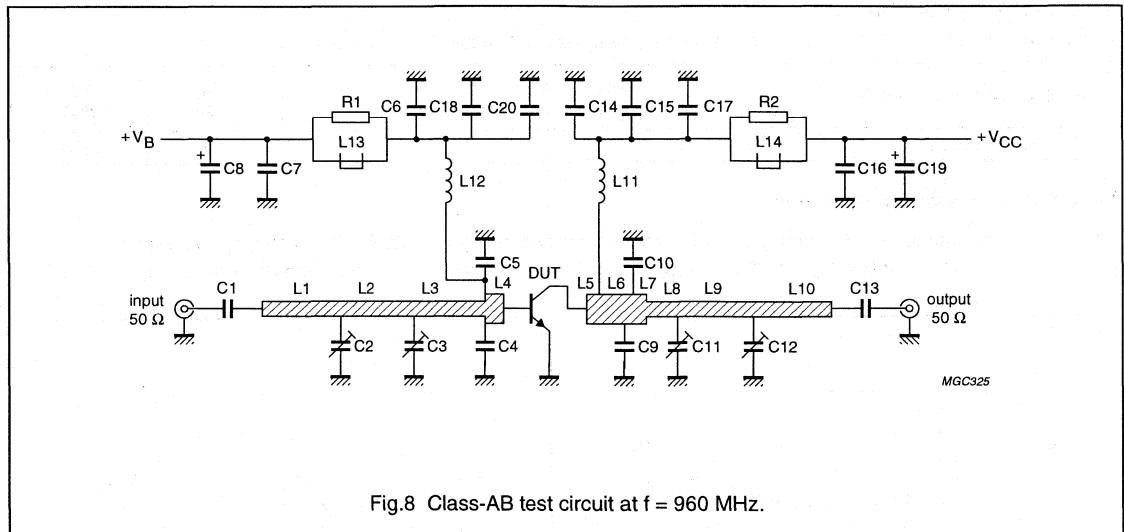 R1 C6 C18 C20 C14 C15 C17 R2
+VB L13 L14 +VCC
+ C8 C7 L12 L11 C16 + C19
C5 DUT C10
input 50 Ω C1 L1 L2 L3 L4 L5 L6 L7 L8 L9 L10 C13 output 50 Ω
C2 C3 C4 C9 C11 C12
MGC325
Fig.8 Class-AB test circuit at f = 960 MHz.